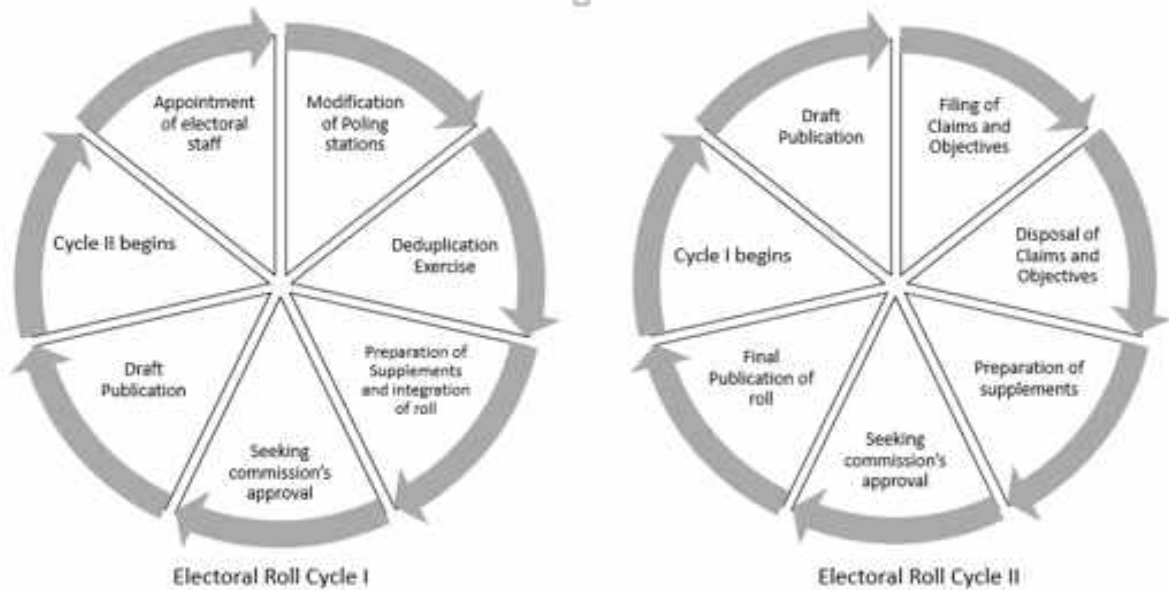 Appointment
of electoral
staff
Modification
of Poling
stations
Deduplication
Exercise
Preparation of
Supplements
and integration
of roll
Seeking
commission's
approval
Draft
Publication
Cycle II begins
Electoral Roll Cycle I
Draft
Publication
Filing of
Claims and
Objectives
Disposal of
Claims and
Objectives
Preparation of
supplements
Seeking
commission's
approval
Final
Publication of
roll
Cycle I begins
Electoral Roll Cycle II